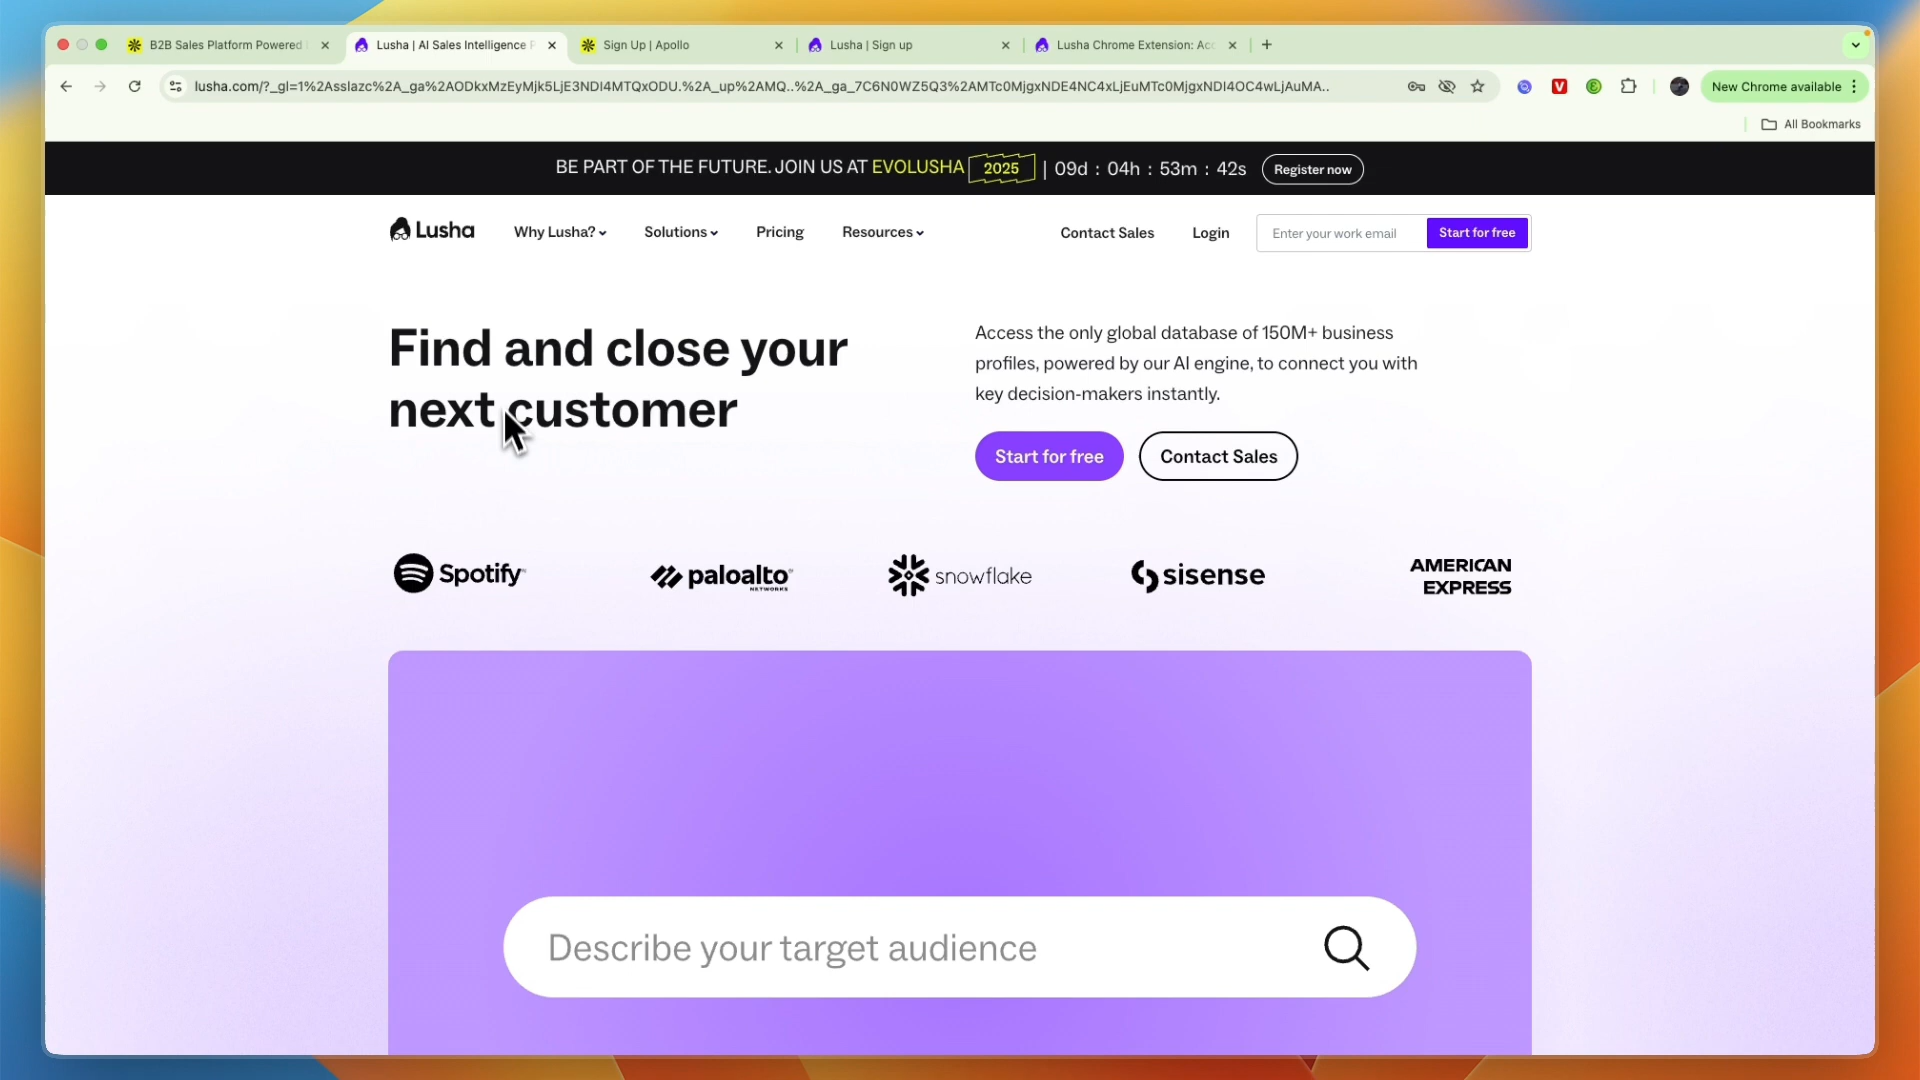 B2B Sales Platform Powered
Lusha | AI Sales Intelligence P
Sign Up | Apollo
Lusha | Sign up
Lusha Chrome Extension: Acc
lusha.com/?_gl=1%2Asslazc%2A_ga%2AODkxMzEyMjk5LjE3NDI4MTQxODU.%2A_up%2AMQ..%2A_ga_7C6N0WZ5Q3%2AMTc0MjgxNDE4NC4xLjEuMTc0MjgxNDI4OC4wLjAuMA..
New Chrome available
All Bookmarks
BE PART OF THE FUTURE. JOIN US AT EVOLUSHA 2025 | 09d : 04h : 53m : 42s Register now
Lusha
Why Lusha?
Solutions
Pricing
Resources
Contact Sales
Login
Enter your work email
Start for free
Find and close your
next customer
Access the only global database of 150M+ business
profiles, powered by our AI engine, to connect you with
key decision-makers instantly.
Start for free
Contact Sales
Spotify
paloalto
NETWORKS
snowflake
sisense
AMERICAN
EXPRESS
Describe your target audience